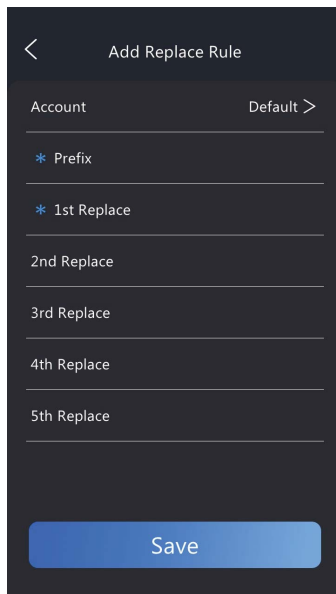 Add Replace Rule
Account Default >
* Prefix
* 1st Replace
2nd Replace
3rd Replace
4th Replace
5th Replace
Save